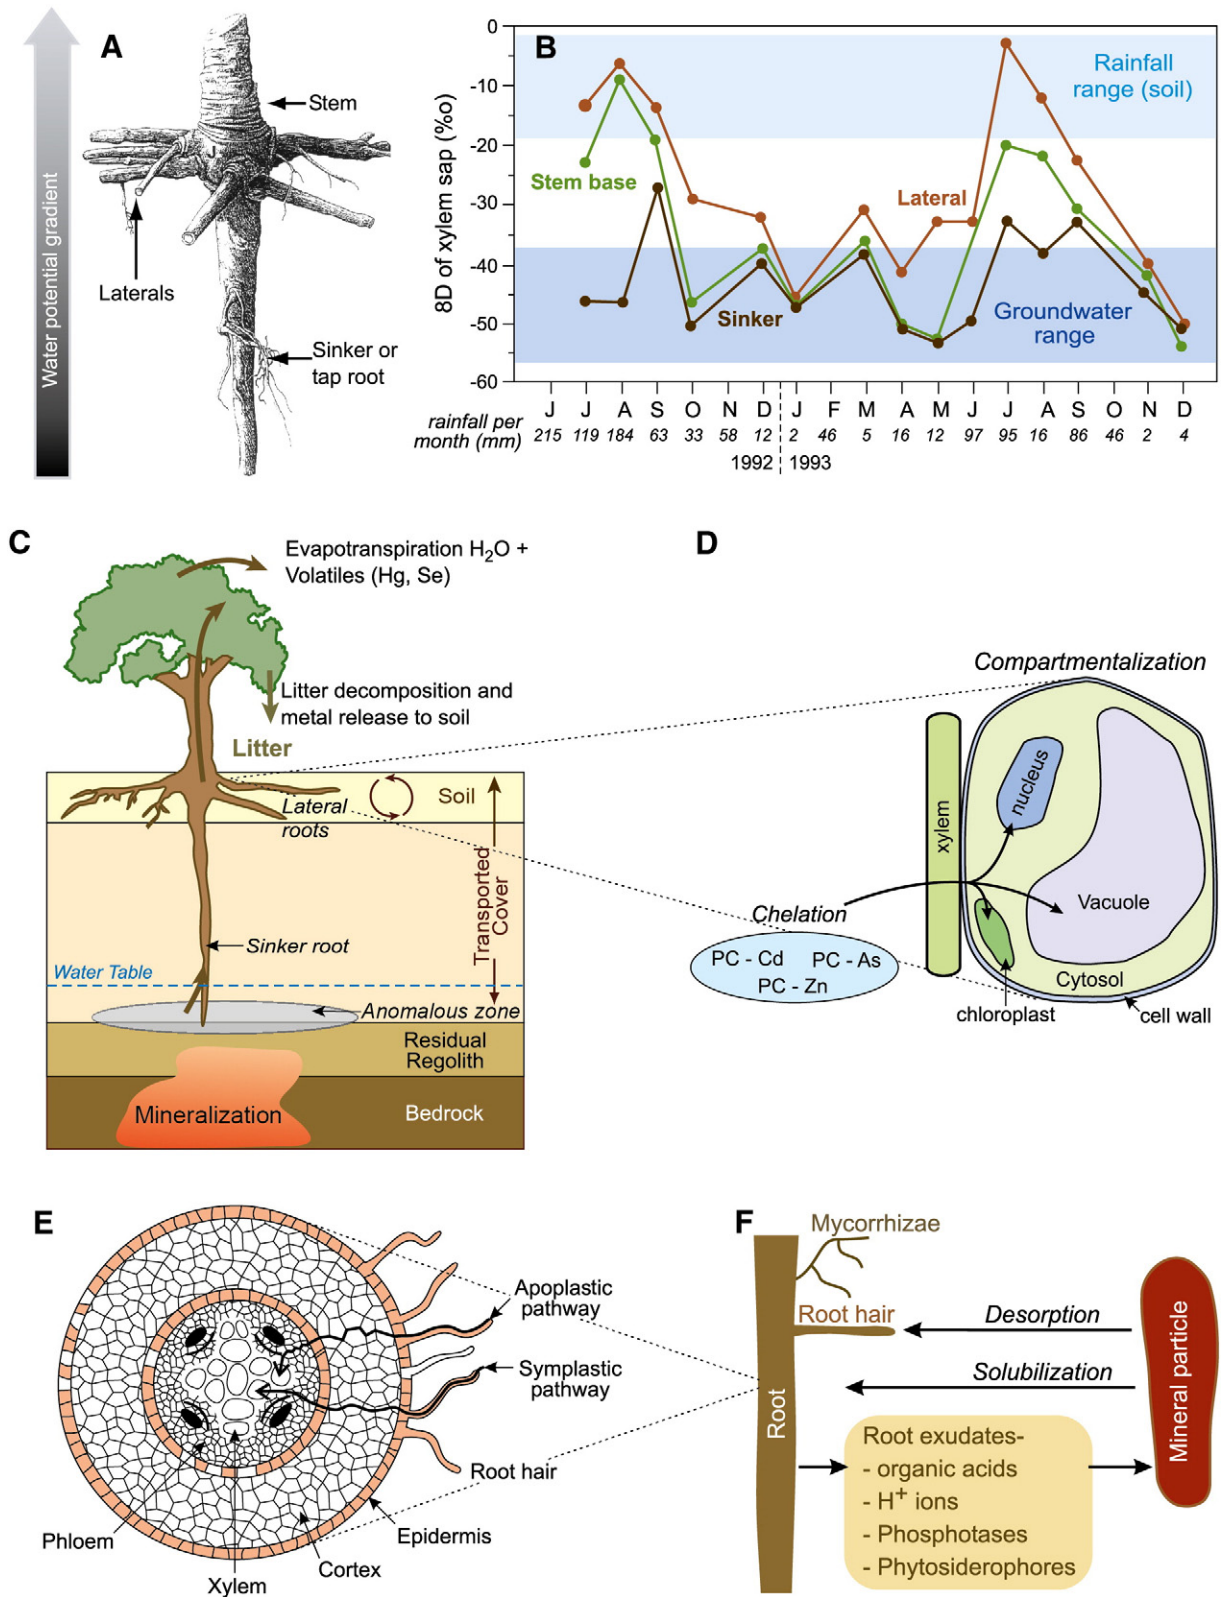 A
Stem
J
Laterals
Sinker or
tap root
Water potential gradient
B
0
-10
-20
-30
-40
-50
-60
8D of xylem sap (%o)
Rainfall
range (soil)
Stem base
Lateral
Sinker
Groundwater
range
J J A S O N D J F M A M J J A S O N D
rainfall per
month (mm)
215 119 184 63 33 58 12 2 46 5 16 12 97 95 16 86 46 2 4
1992 1993
C
Evapotranspiration H₂O +
Volatiles (Hg, Se)
Litter decomposition and
metal release to soil
Litter
Lateral
roots
Soil
Transported
Cover
Sinker root
Water Table
Anomalous zone
Residual
Regolith
Mineralization
Bedrock
D
Compartmentalization
xylem
nucleus
Vacuole
Chelation
PC - Cd PC - As
PC - Zn
Cytosol
chloroplast
cell wall
E
Apoplastic
pathway
Symplastic
pathway
Root hair
Epidermis
Phloem
Cortex
Xylem
F
Mycorrhizae
Root hair
Desorption
Solubilization
Root
Mineral particle
Root exudates-
- organic acids
- H⁺ ions
- Phosphotases
- Phytosiderophores